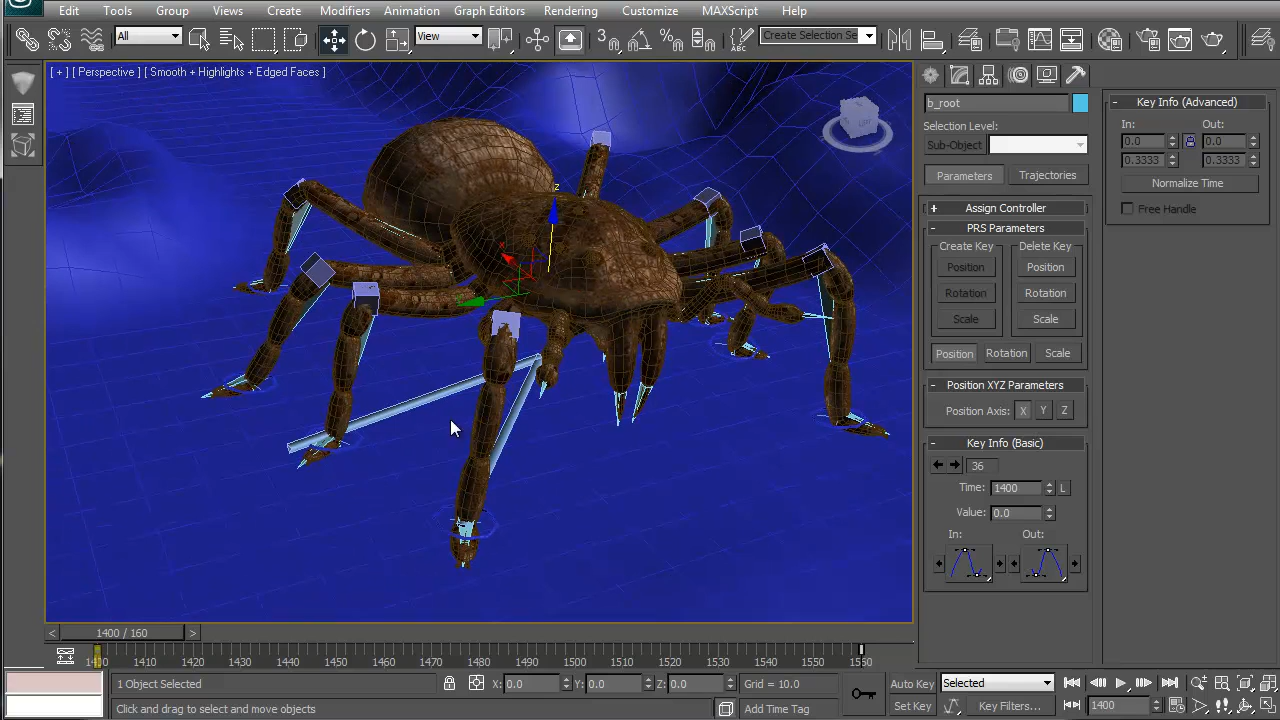 Edit Tools Group Views Create Modifiers Animation Graph Editors Rendering Customize MAXScript Help
All View 3 % ABC Create Selection Se
[ + ] [ Perspective ] [ Smooth + Highlights + Edged Faces ]
z
x
b_root
Selection Level:
Sub-Object
Parameters Trajectories
+ Assign Controller
- PRS Parameters
Create Key Delete Key
Position Position
Rotation Rotation
Scale Scale
Position Rotation Scale
- Position XYZ Parameters
Position Axis: X Y Z
- Key Info (Basic)
36
Time: 1400 L
Value: 0.0
In: Out:
- Key Info (Advanced)
In: Out:
0.0 0.0
0.3333 0.3333
Normalize Time
Free Handle
< 1400 / 160 >
1400 1410 1420 1430 1440 1450 1460 1470 1480 1490 1500 1510 1520 1530 1540 1550 1560
1 Object Selected X: 0.0 Y: 0.0 Z: 0.0 Grid = 10.0 Auto Key Selected
Click and drag to select and move objects Add Time Tag Set Key Key Filters... 1400